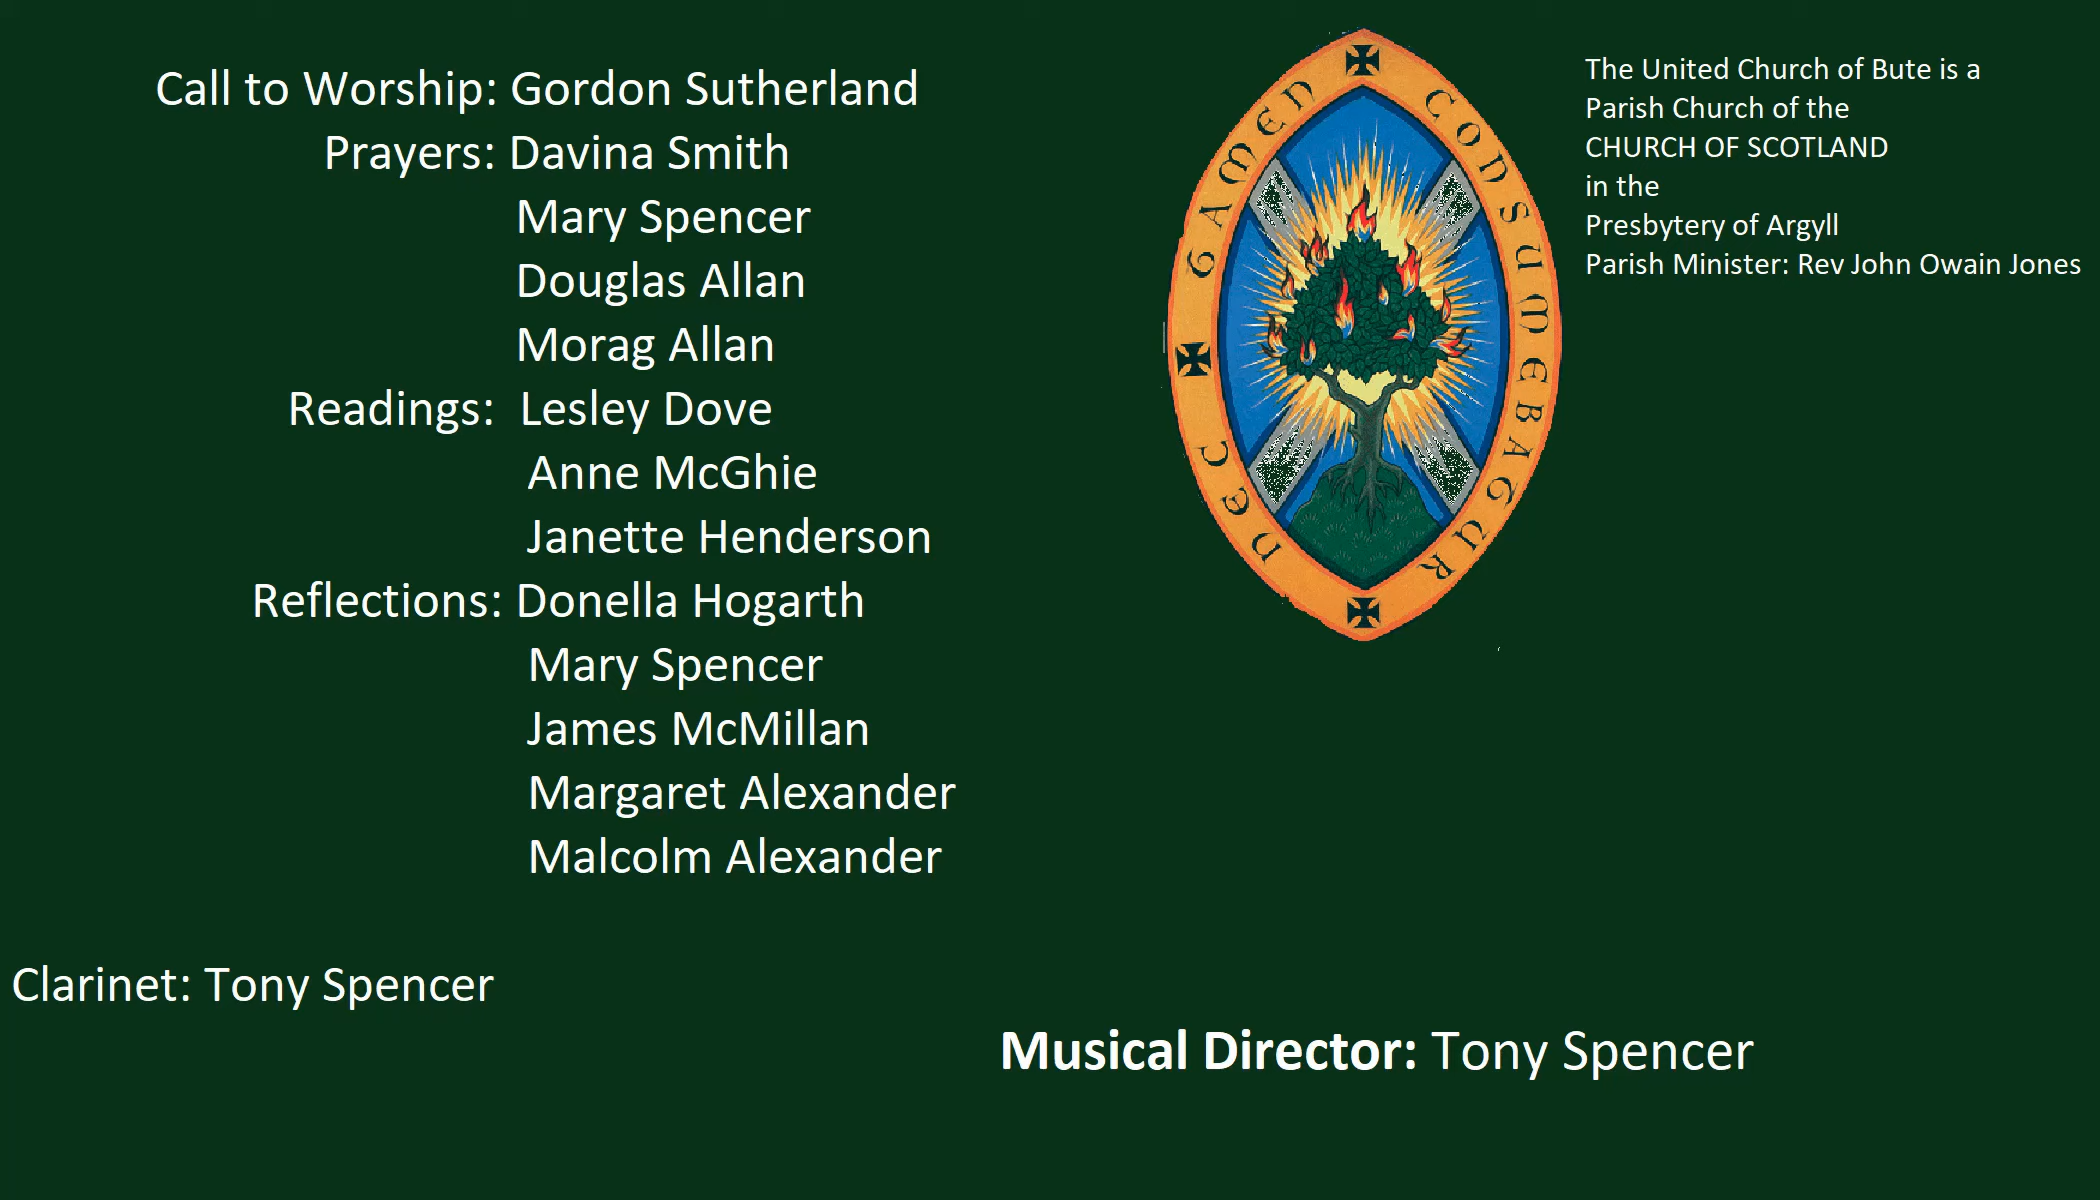 Call to Worship: Gordon Sutherland
Prayers: Davina Smith
Mary Spencer
Douglas Allan
Morag Allan
Readings: Lesley Dove
Anne McGhie
Janette Henderson
Reflections: Donella Hogarth
Mary Spencer
James McMillan
Margaret Alexander
Malcolm Alexander
Clarinet: Tony Spencer
NEC TAMEN CONSUMEBATUR
The United Church of Bute is a
Parish Church of the
CHURCH OF SCOTLAND
in the
Presbytery of Argyll
Parish Minister: Rev John Owain Jones
Musical Director: Tony Spencer